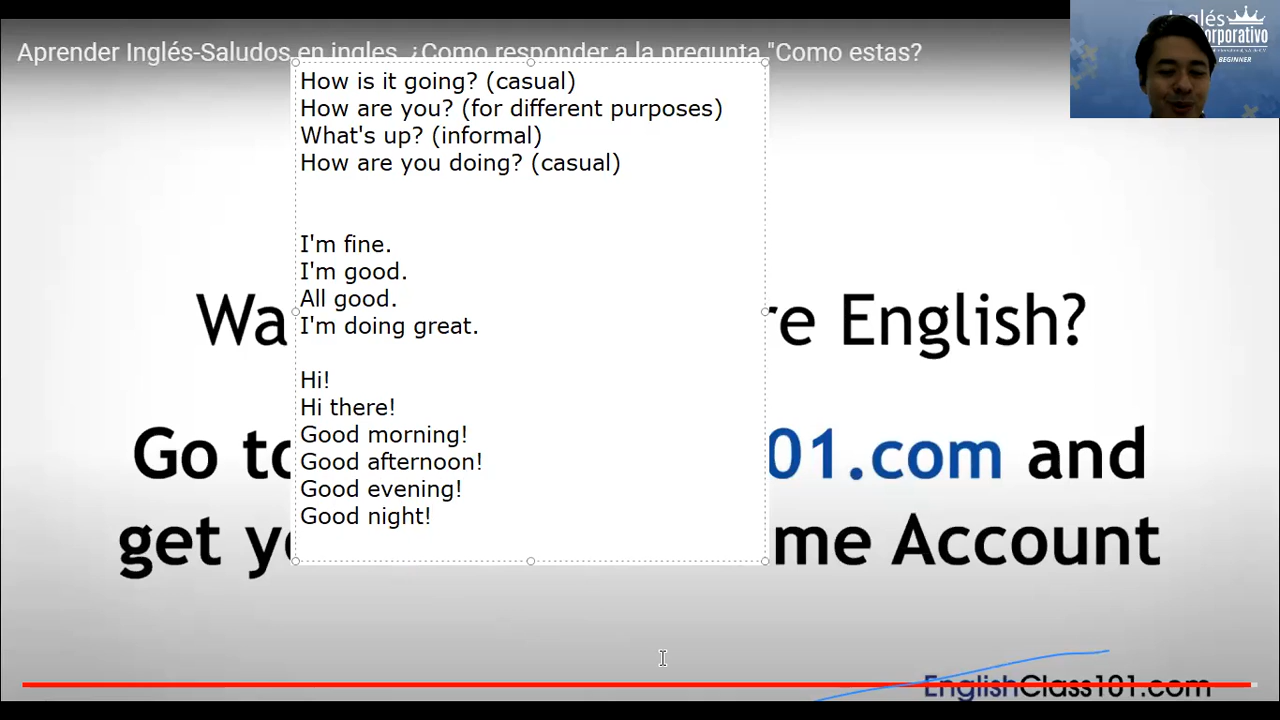 Aprender Inglés-Saludos en ingles. ¿Como responder a la pregunta "Como estas?
Inglés
orporativo
BEGINNER
How is it going? (casual)
How are you? (for different purposes)
What's up? (informal)
How are you doing? (casual)
I'm fine.
I'm good.
All good.
I'm doing great.
Hi!
Hi there!
Good morning!
Good afternoon!
Good evening!
Good night!
Wa re English?
Go to 01.com and
get y me Account
EnglishClass101.com